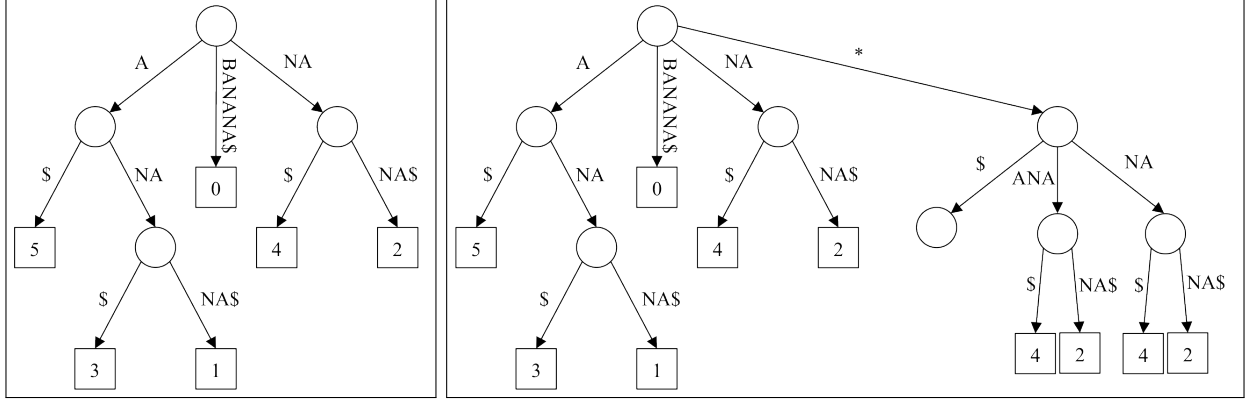 A BANANA$ NA
$ NA 0 $ NA$
5 4 2
$ NA$
3 1
A BANANA$ NA *
$ NA 0 $ NA$
5 4 2
$ NA$
3 1
$ ANA NA
$ NA$ $ NA$
4 2 4 2